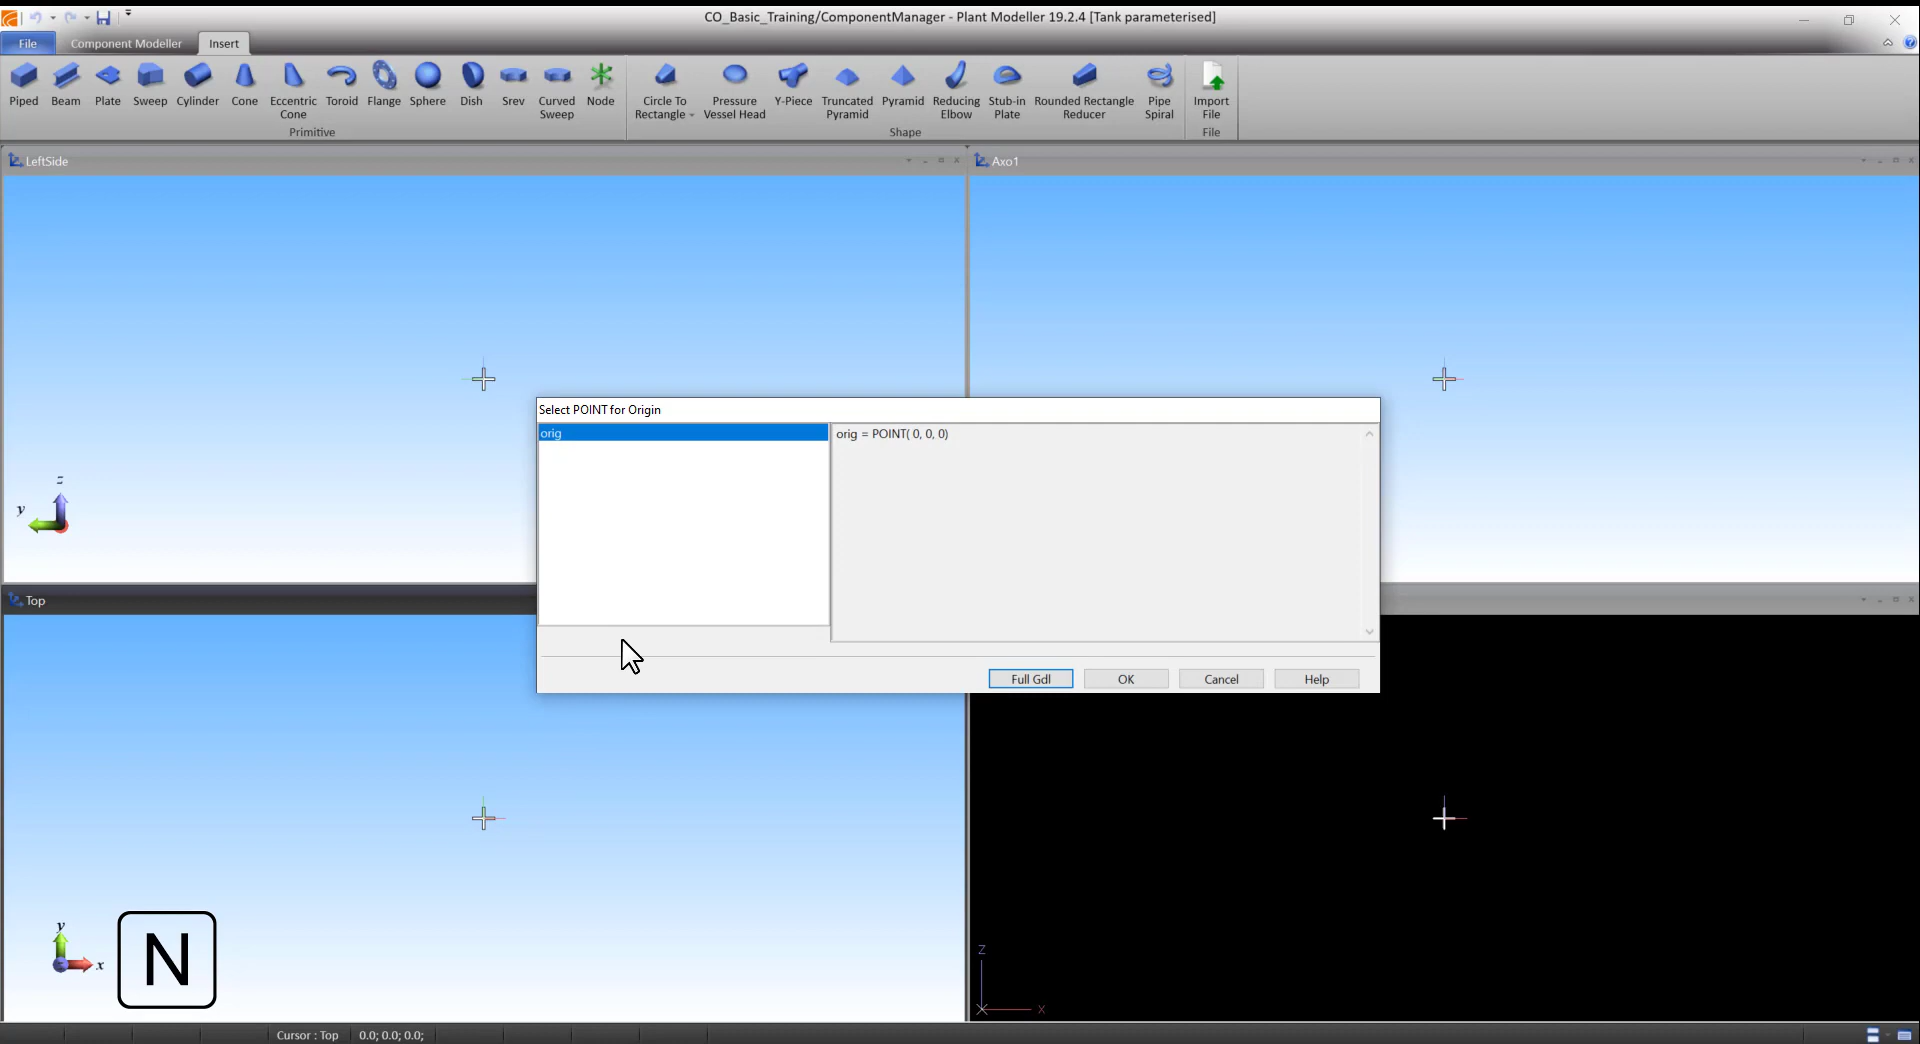 CO_Basic_Training/ComponentManager - Plant Modeller 19.2.4 [Tank parameterised]
File Component Modeller Insert
Piped Beam Plate Sweep Cylinder Cone Eccentric Cone Toroid Flange Sphere Dish Srev Curved Sweep Node
Primitive
Circle To Rectangle Pressure Vessel Head Y-Piece Truncated Pyramid Pyramid Reducing Elbow Stub-in Plate Rounded Rectangle Reducer Pipe Spiral
Shape
Import File
File
LeftSide
Axo1
z
y
Select POINT for Origin
orig
orig = POINT( 0, 0, 0)
Full Gdl OK Cancel Help
Top
y
x
N
Z
X
Cursor : Top 0.0; 0.0; 0.0;